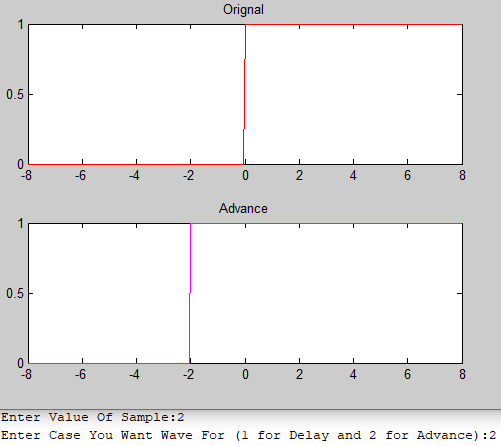 Orignal
1
0.5
0
-8 -6 -4 -2 0 2 4 6 8
Advance
1
0.5
0
-8 -6 -4 -2 0 2 4 6 8
Enter Value Of Sample:2
Enter Case You Want Wave For (1 for Delay and 2 for Advance):2